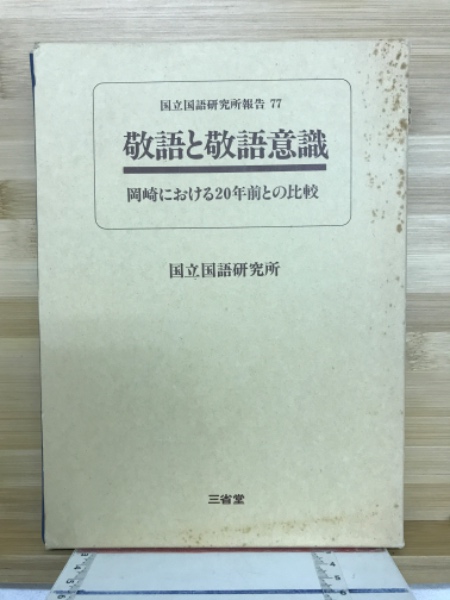 国立国語研究所報告 77
敬語と敬語意識
岡崎における20年前との比較
国立国語研究所
三省堂